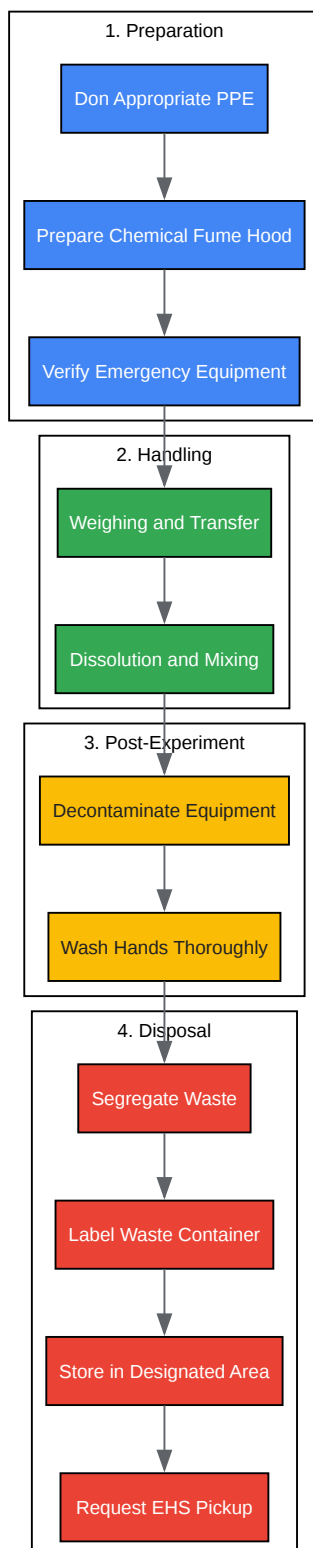 1. Preparation
Don Appropriate PPE
Prepare Chemical Fume Hood
Verify Emergency Equipment
2. Handling
Weighing and Transfer
Dissolution and Mixing
3. Post-Experiment
Decontaminate Equipment
Wash Hands Thoroughly
4. Disposal
Segregate Waste
Label Waste Container
Store in Designated Area
Request EHS Pickup